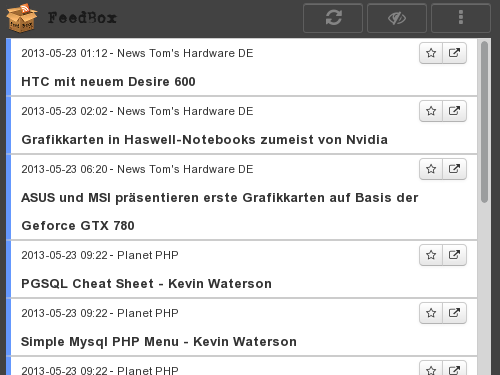 FeedBox
2013-05-23 01:12 - News Tom's Hardware DE
HTC mit neuem Desire 600
2013-05-23 02:02 - News Tom's Hardware DE
Grafikkarten in Haswell-Notebooks zumeist von Nvidia
2013-05-23 06:20 - News Tom's Hardware DE
ASUS und MSI präsentieren erste Grafikkarten auf Basis der
Geforce GTX 780
2013-05-23 09:22 - Planet PHP
PGSQL Cheat Sheet - Kevin Waterson
2013-05-23 09:22 - Planet PHP
Simple Mysql PHP Menu - Kevin Waterson
2013-05-23 09:22 - Planet PHP